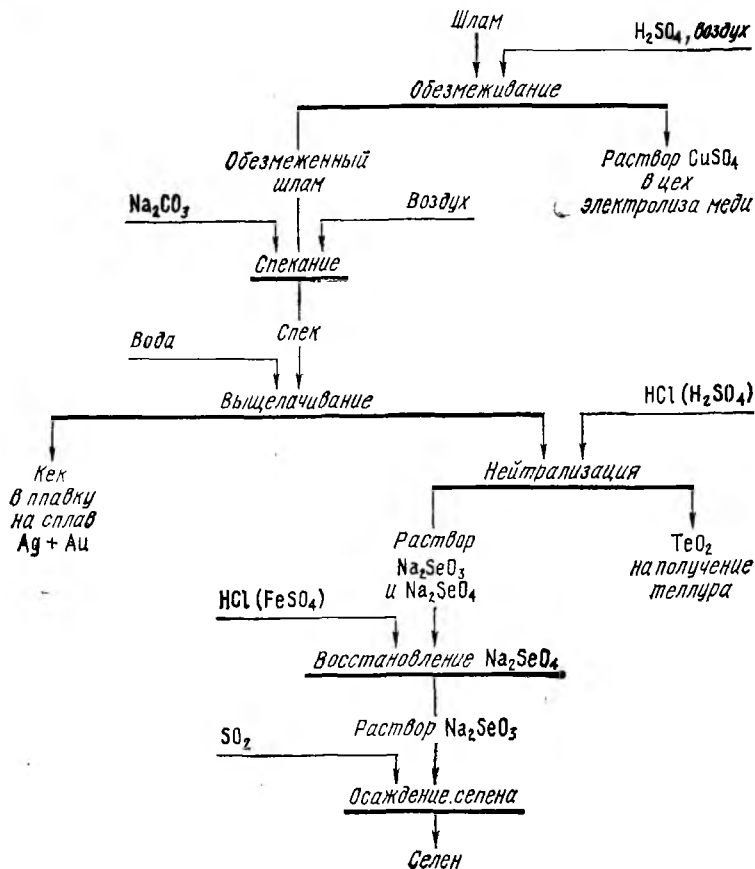 Шлам
H₂SO₄, воздух
Обезмеживание
Обезмеженный
шлам
Раствор CuSO₄
в цех
электролиза меди
Na₂CO₃
Воздух
Спекание
Вода
Спек
Выщелачивание
HCl (H₂SO₄)
Кек
в плавку
на сплав
Ag + Au
Нейтрализация
Раствор
Na₂SeO₃
и Na₂SeO₄
TeO₂
на получение
теллура
HCl (FeSO₄)
Восстановление Na₂SeO₄
Раствор Na₂SeO₃
SO₂
Осаждение селена
Селен